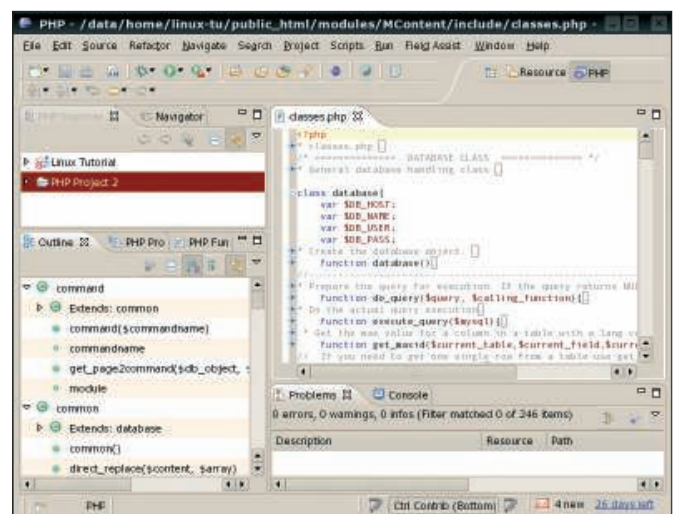 PHP - /data/home/linux-tu/public_html/modules/MContent/include/classes.php -
File Edit Source Refactor Navigate Search Project Scripts Run Field Assist Window Help
Resource PHP
Navigator
classes.php
Linux Tutorial
PHP Project 2
<?php
* classes.php
/* DATABASE CLASS */
* General database handling class
class database{
var $DB_HOST;
var $DB_NAME;
var $DB_USER;
var $DB_PASS;
* Create the database object.
function database()
* Prepare the query for execution. If the query returns
function do_query($query, $calling_function){
* Do the actual query execution
function execute_query($mysql){
* Get the max value for a column in a table with a lang
function get_maxid($current_table,$current_field,
// If you need to get one single row from a table use get
Outline PHP Pro PHP Fun
command
Extends: common
command($commandname)
commandname
get_page2command($db_object,
module
common
Extends: database
common()
direct_replace($content, $array)
Problems Console
0 errors, 0 warnings, 0 infos (Filter matched 0 of 246 items)
Description Resource Path
PHP
Ctrl Contrib (Bottom) 4 new 26 days left